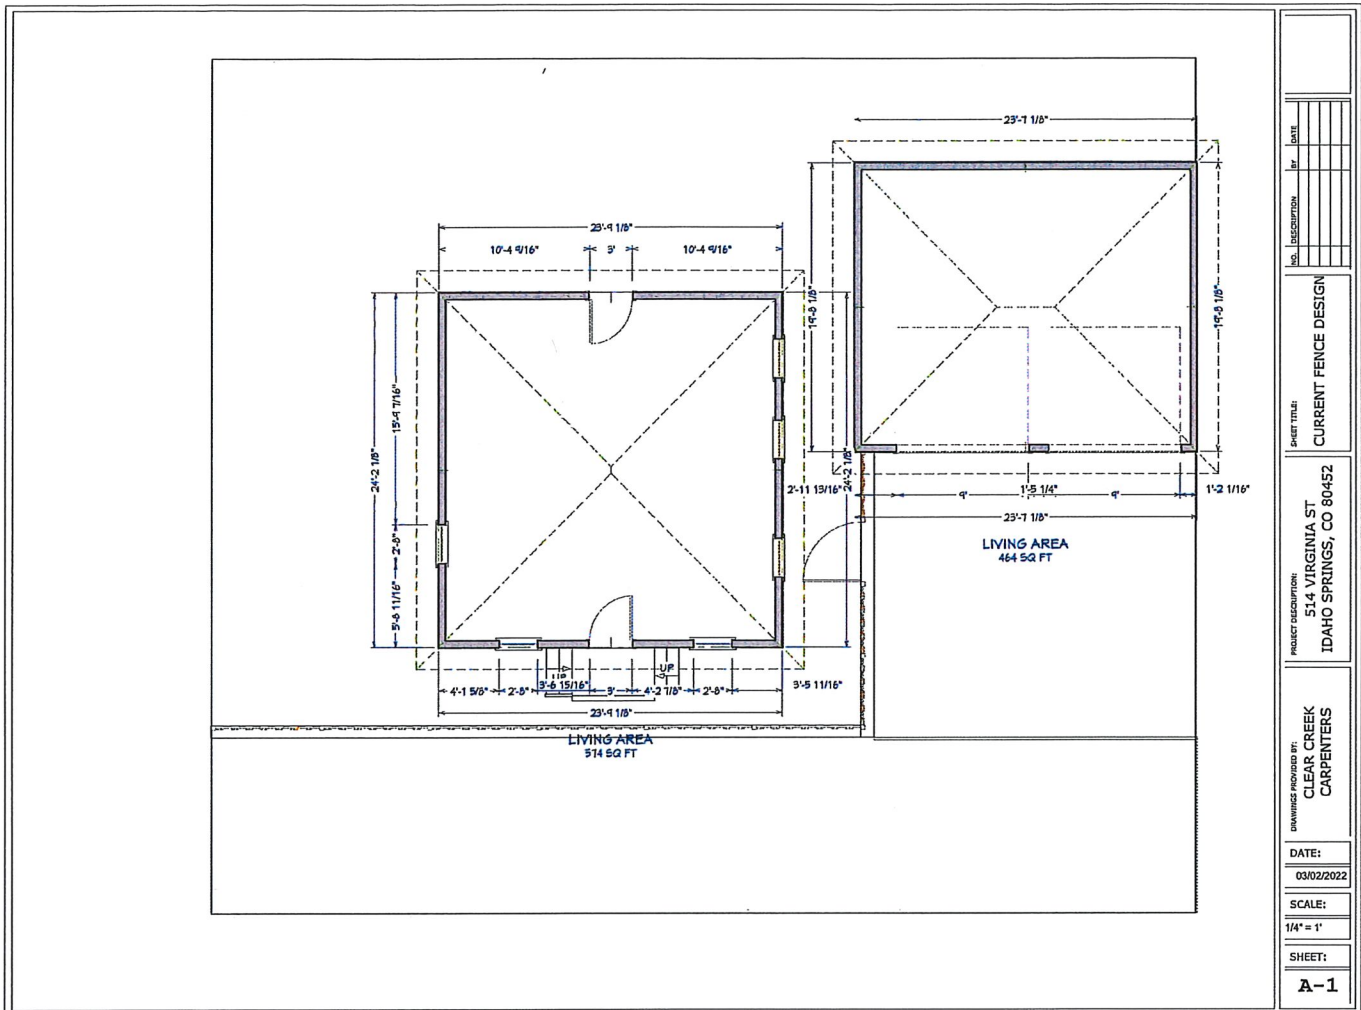 23'-7 1/8"
23'-9 1/8"
10'-4 9/16"
3'
10'-4 9/16"
19'-8 1/8"
19'-8 1/8"
24'-2 1/8"
15'-9 7/16"
2'-8"
5'-8 11/16"
24'-2 1/8"
2'-11 13/16"
9'
1'-5 1/4"
9'
1'-2 1/16"
23'-7 1/8"
LIVING AREA
464 SQ FT
UP
UP
4'-1 5/8"
2'-8"
3'-6 15/16"
3'
4'-2 7/8"
2'-8"
3'-5 11/16"
23'-9 1/8"
LIVING AREA
574 SQ FT
NO.
DESCRIPTION
BY
DATE
SHEET TITLE:
CURRENT FENCE DESIGN
PROJECT DESCRIPTION:
514 VIRGINIA ST
IDAHO SPRINGS, CO 80452
DRAWINGS PROVIDED BY:
CLEAR CREEK
CARPENTERS
DATE:
03/02/2022
SCALE:
1/4" = 1'
SHEET:
A-1